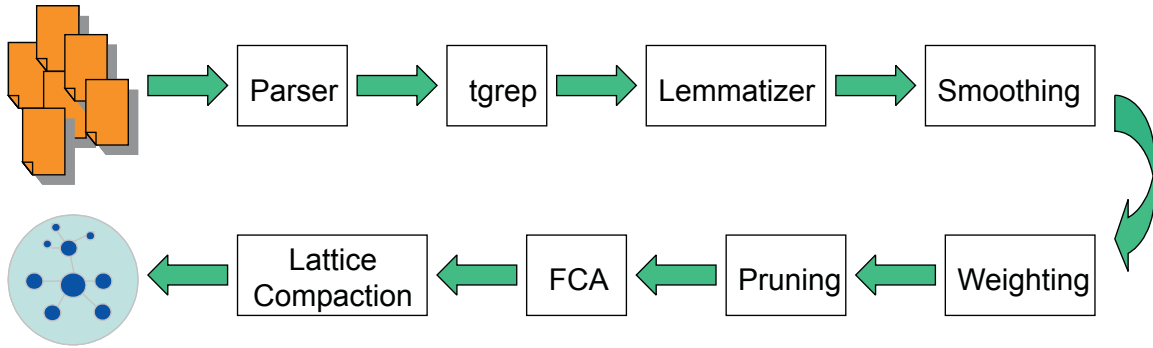 Parser
tgrep
Lemmatizer
Smoothing
Weighting
Pruning
FCA
Lattice
Compaction